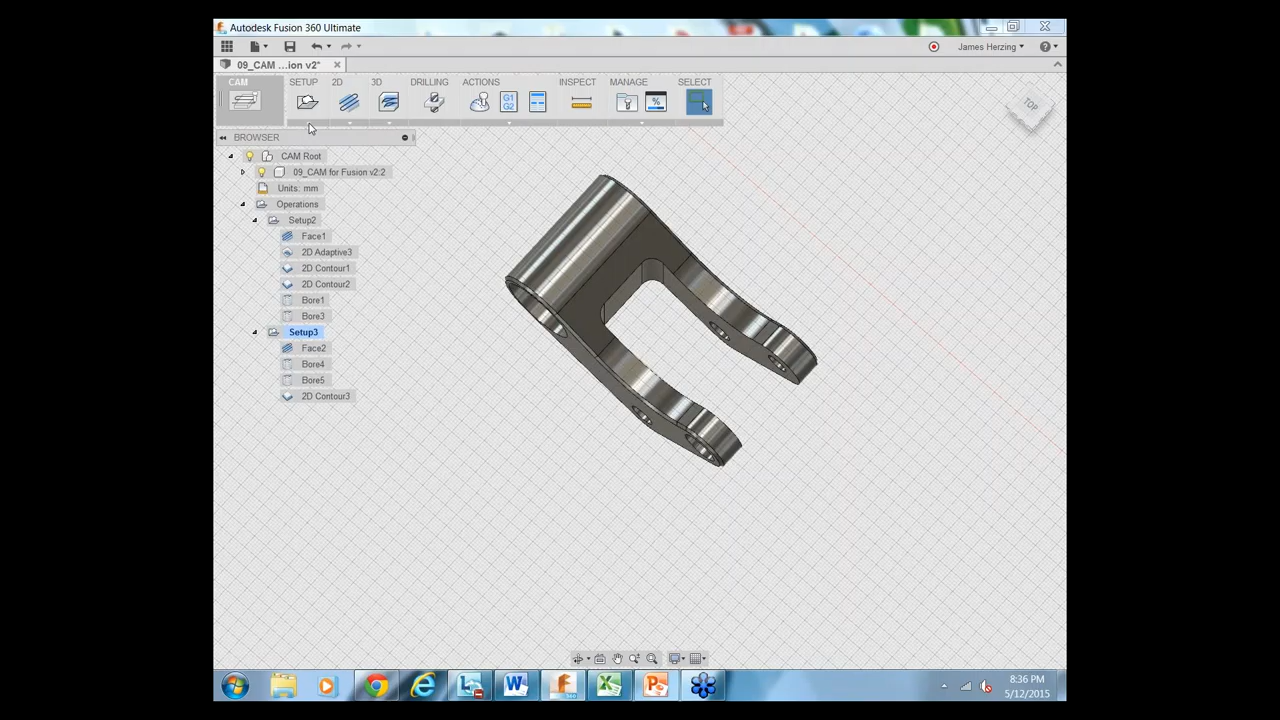 Autodesk Fusion 360 Ultimate
James Herzing
09_CAM ...ion v2*
CAM SETUP 2D 3D DRILLING ACTIONS INSPECT MANAGE SELECT
G1
G2
%
TOP
BROWSER
CAM Root
09_CAM for Fusion v2:2
Units: mm
Operations
Setup2
Face1
2D Adaptive3
2D Contour1
2D Contour2
Bore1
Bore3
Setup3
Face2
Bore4
Bore5
2D Contour3
8:36 PM
5/12/2015